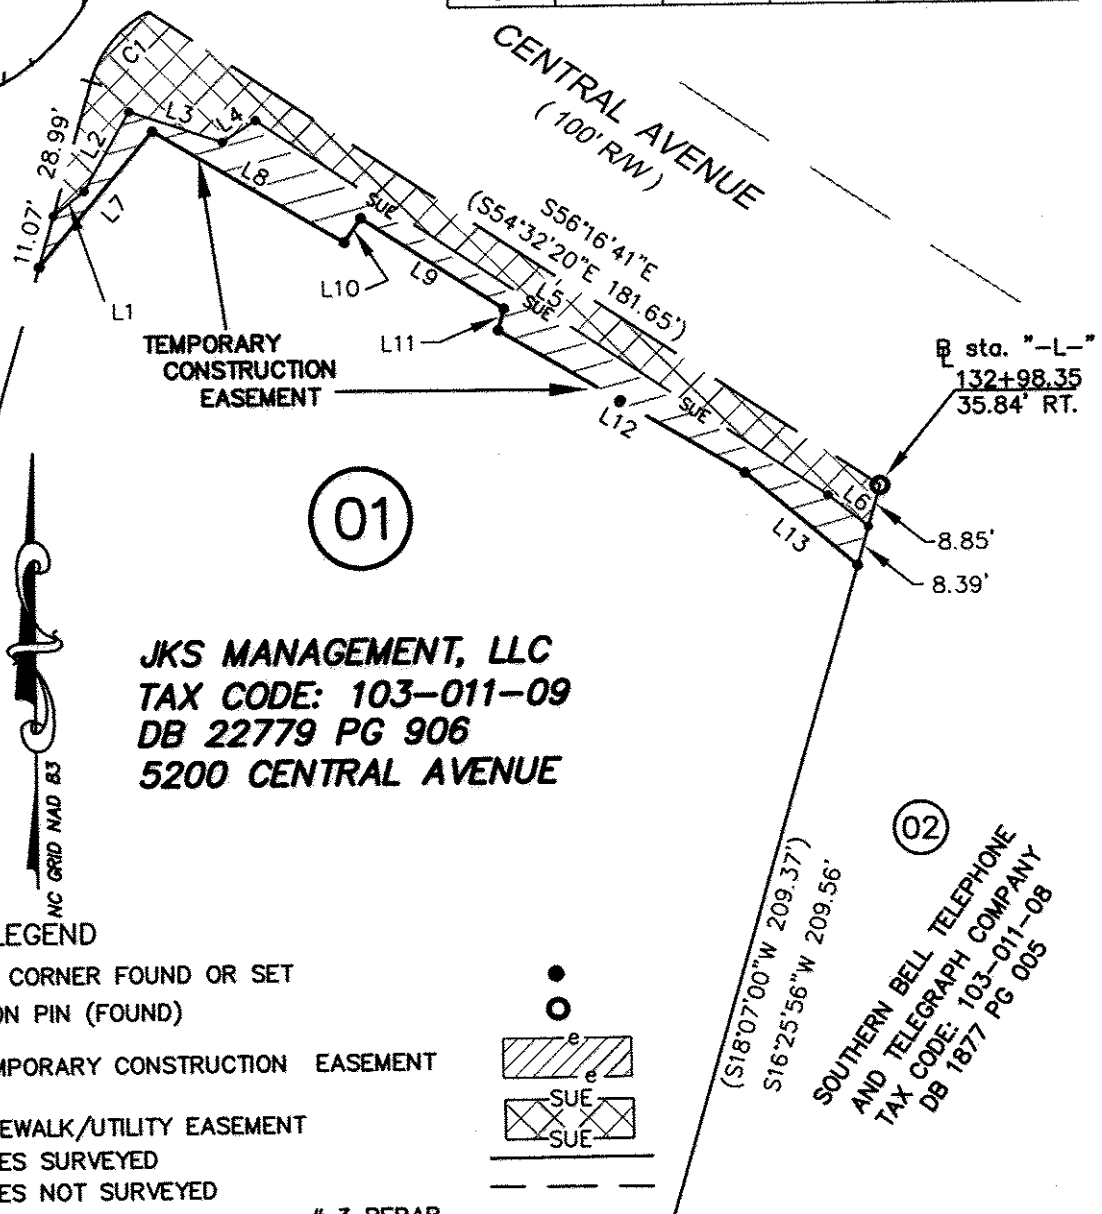 CENTRAL AVENUE
( 100' R/W )
C1
28.99'
L2
L3
L4
L7
L8
11.07'
L1
SUE
L10
L9
L11
S56°16'41"E
(S54°32'20"E 181.65')
L5
SUE
TEMPORARY
CONSTRUCTION
EASEMENT
L12
SUE
L13
L6
sta. "-L-"
132+98.35
35.84' RT.
8.85'
8.39'
01
JKS MANAGEMENT, LLC
TAX CODE: 103-011-09
DB 22779 PG 906
5200 CENTRAL AVENUE
NC GRID NAD 83
02
SOUTHERN BELL TELEPHONE
AND TELEGRAPH COMPANY
TAX CODE: 103-011-08
DB 1877 PG 005
(S18°07'00"W 209.37')
S16°25'56"W 209.56'
LEGEND
CORNER FOUND OR SET
ON PIN (FOUND)
MPORARY CONSTRUCTION EASEMENT
e
e
EWALK/UTILITY EASEMENT
SUE
SUE
ES SURVEYED
ES NOT SURVEYED